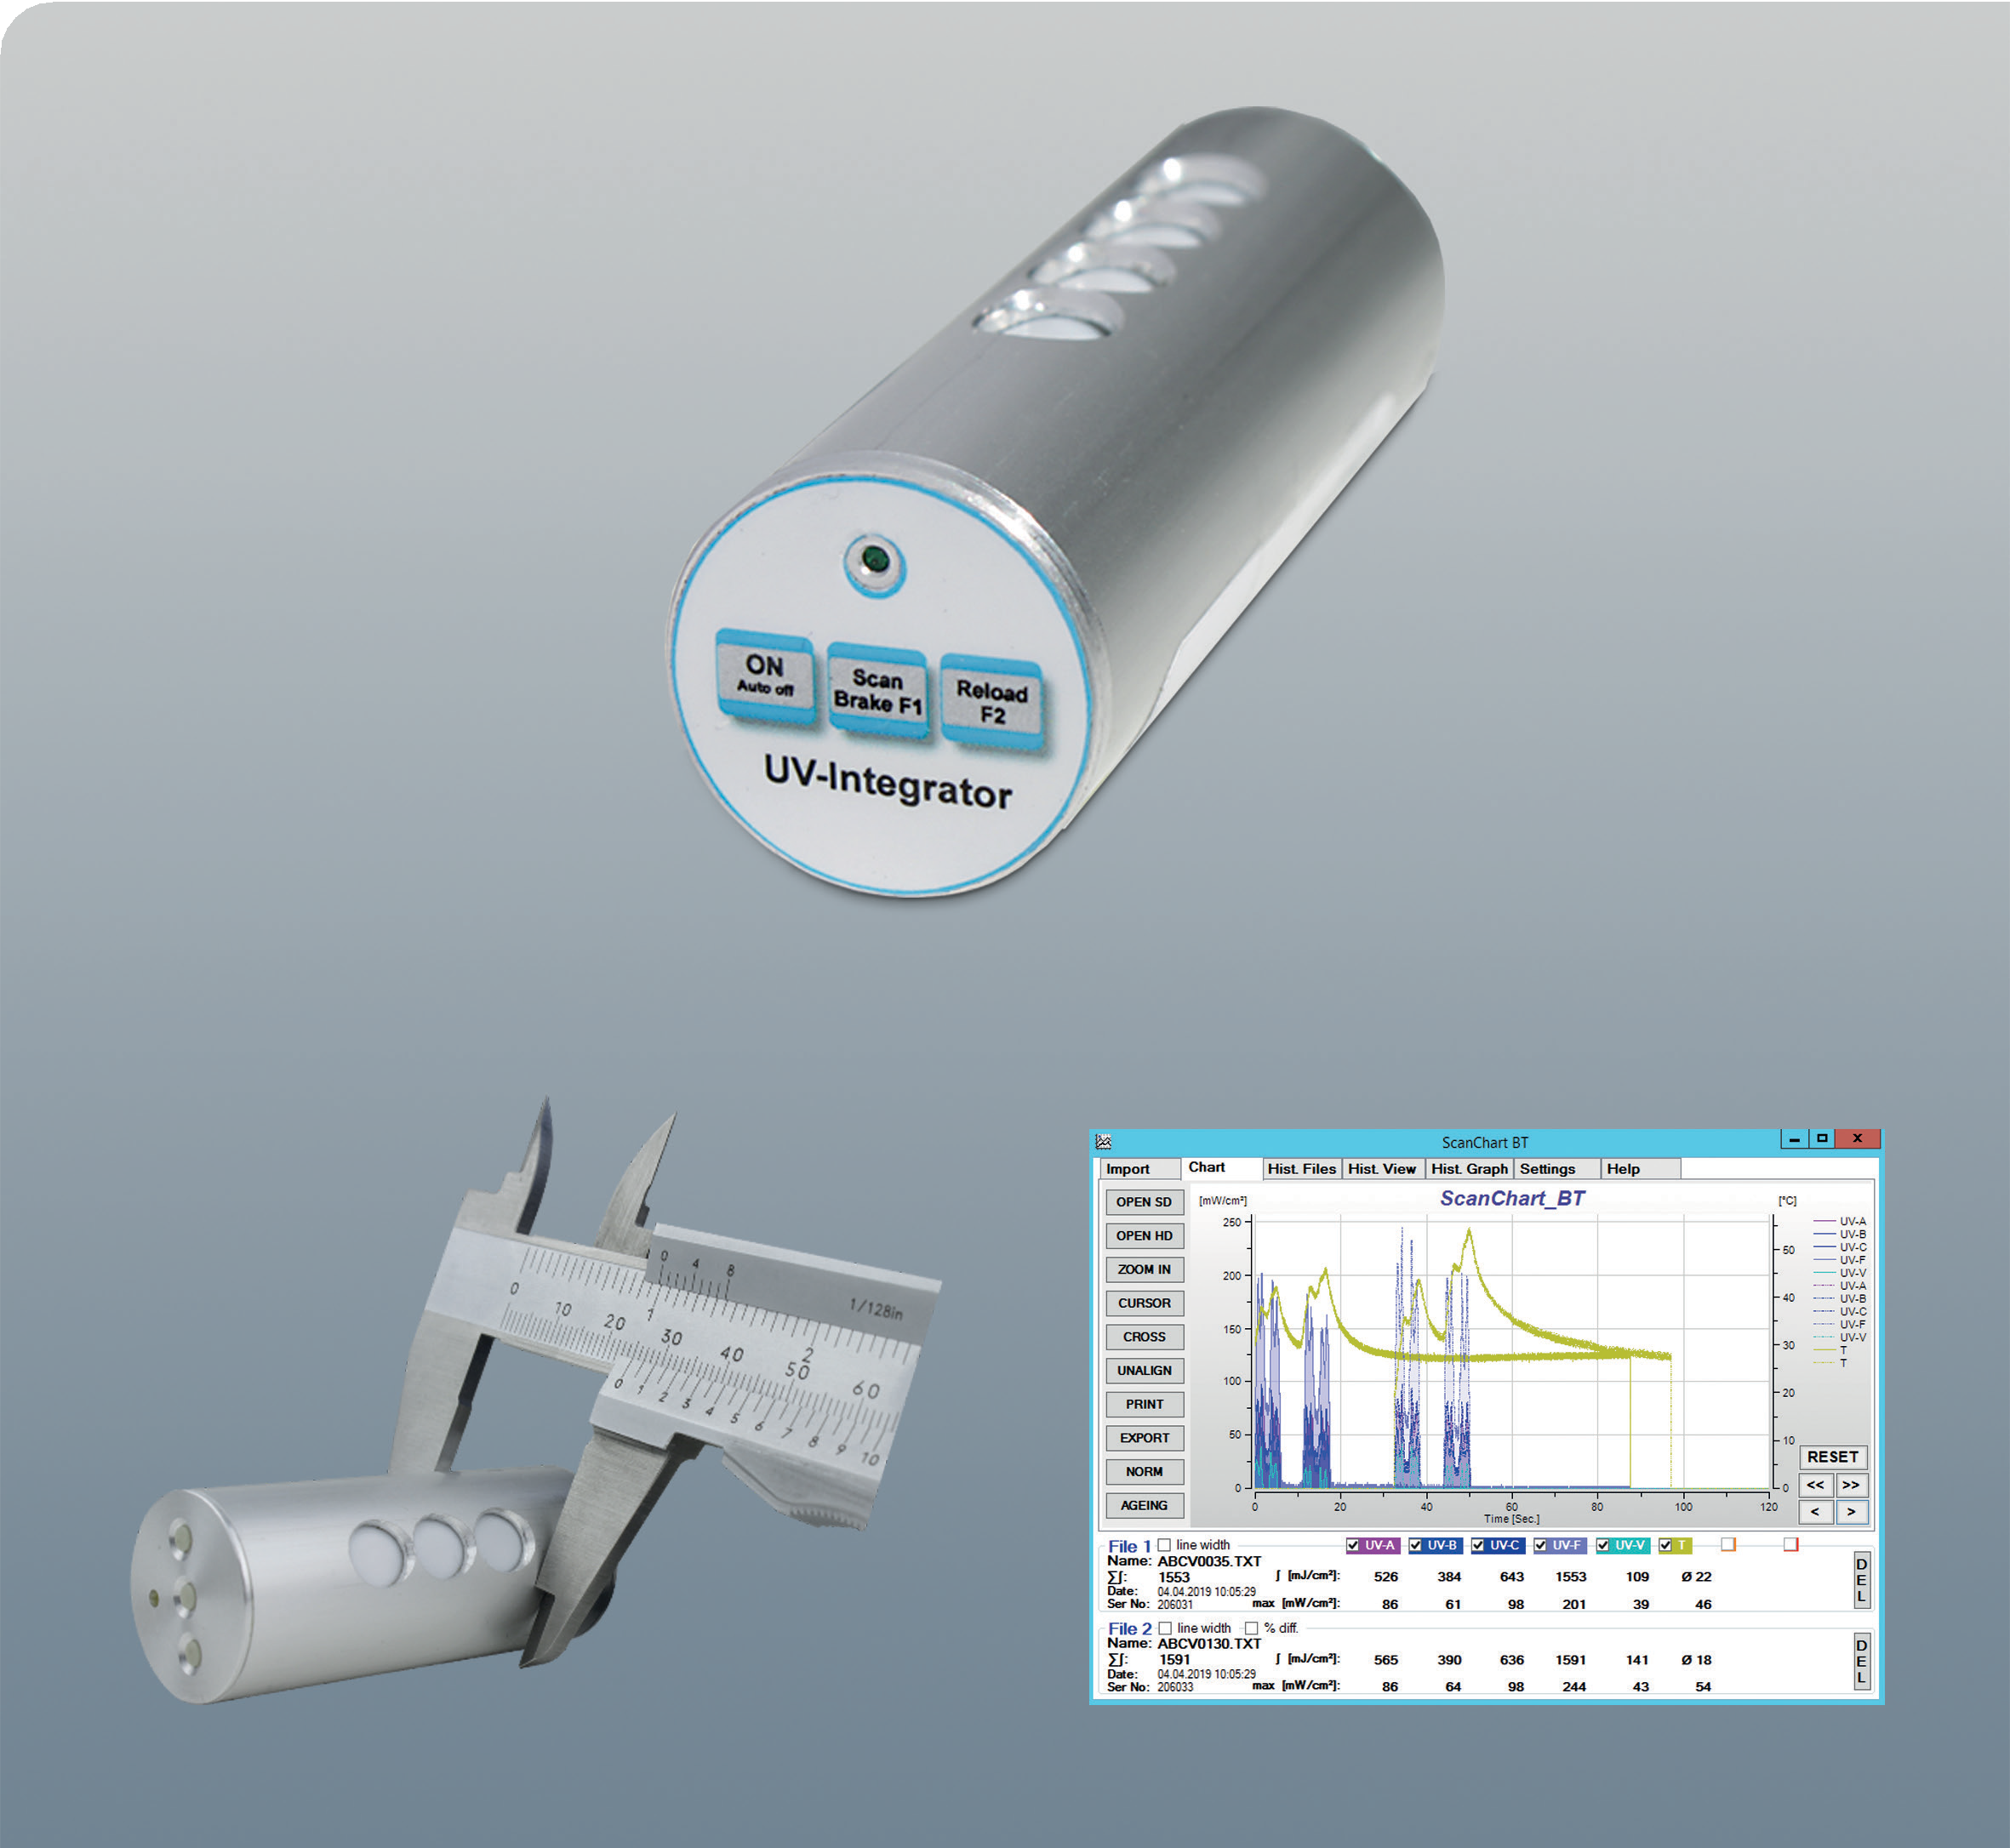 ON
Auto off
Scan
Brake F1
Reload
F2
UV-Integrator
0 4 8
1/128in
0 1 2
0 10 20 30 40 50 60
0 1 2 3 4 5 6 7 8 9 10
ScanChart BT
Import Chart Hist. Files Hist. View Hist. Graph Settings Help
OPEN SD
OPEN HD
ZOOM IN
CURSOR
CROSS
UNALIGN
PRINT
EXPORT
NORM
AGEING
[mW/cm²] ScanChart_BT [°C]
250
200
150
100
50
0
50
40
30
20
10
0
0 20 40 60 80 100 120
Time [Sec.]
UV-A
UV-B
UV-C
UV-F
UV-V
UV-A
UV-B
UV-C
UV-F
UV-V
T
T
RESET
<< >>
< >
File 1 line width UV-A UV-B UV-C UV-F UV-V T
Name: ABCV0035.TXT
∑∫: 1553 ∫ [mJ/cm²]: 526 384 643 1553 109 Ø 22
Date: 04.04.2019 10:05:29
Ser No: 206031 max [mW/cm²]: 86 61 98 201 39 46
DEL
File 2 line width % diff.
Name: ABCV0130.TXT
∑∫: 1591 ∫ [mJ/cm²]: 565 390 636 1591 141 Ø 18
Date: 04.04.2019 10:05:29
Ser No: 206033 max [mW/cm²]: 86 64 98 244 43 54
DEL